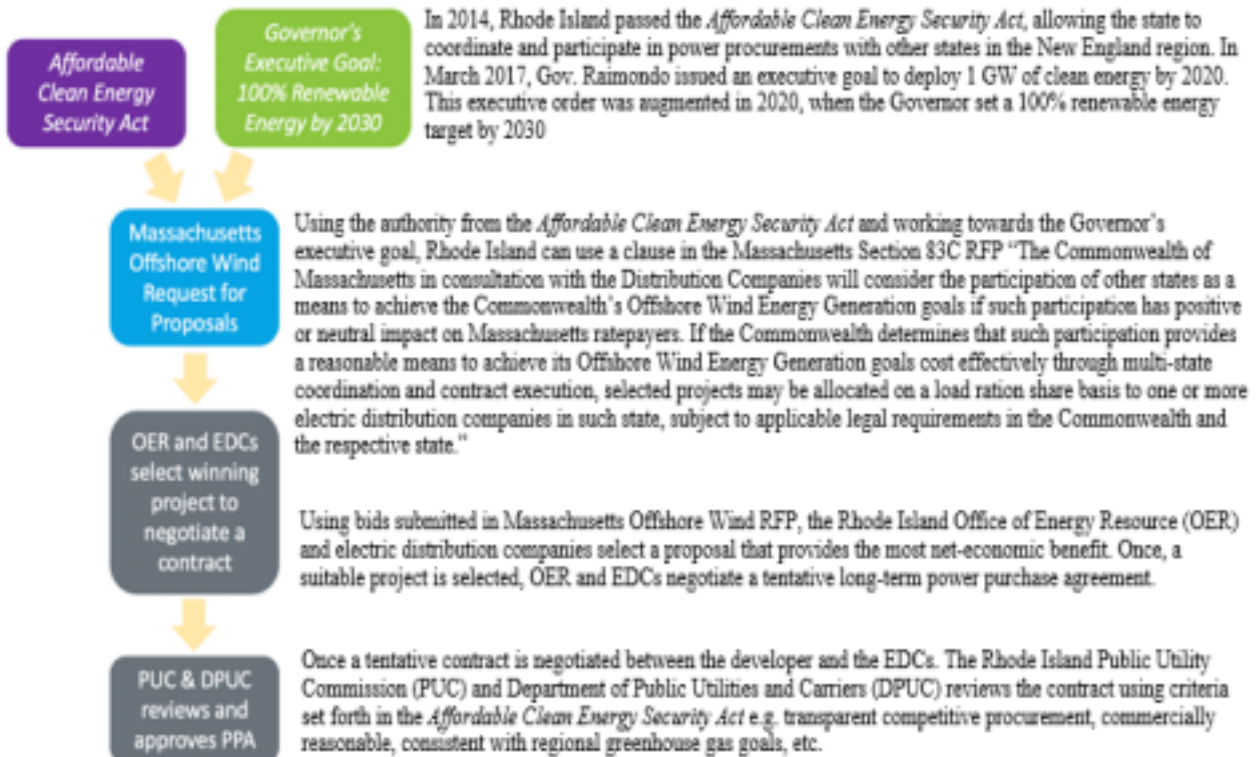 Affordable
Clean Energy
Security Act
Governor's
Executive Goal:
100% Renewable
Energy by 2030
In 2014, Rhode Island passed the Affordable Clean Energy Security Act, allowing the state to
coordinate and participate in power procurements with other states in the New England region. In
March 2017, Gov. Raimondo issued an executive goal to deploy 1 GW of clean energy by 2020.
This executive order was augmented in 2020, when the Governor set a 100% renewable energy
target by 2030
Massachusetts
Offshore Wind
Request for
Proposals
Using the authority from the Affordable Clean Energy Security Act and working towards the Governor's
executive goal, Rhode Island can use a clause in the Massachusetts Section 83C RFP “The Commonwealth of
Massachusetts in consultation with the Distribution Companies will consider the participation of other states as a
means to achieve the Commonwealth's Offshore Wind Energy Generation goals if such participation has positive
or neutral impact on Massachusetts ratepayers. If the Commonwealth determines that such participation provides
a reasonable means to achieve its Offshore Wind Energy Generation goals cost effectively through multi-state
coordination and contract execution, selected projects may be allocated on a load ration share basis to one or more
electric distribution companies in such state, subject to applicable legal requirements in the Commonwealth and
the respective state.”
OER and EDCs
select winning
project to
negotiate a
contract
Using bids submitted in Massachusetts Offshore Wind RFP, the Rhode Island Office of Energy Resource (OER)
and electric distribution companies select a proposal that provides the most net-economic benefit. Once, a
suitable project is selected, OER and EDCs negotiate a tentative long-term power purchase agreement.
PUC & DPUC
reviews and
approves PPA
Once a tentative contract is negotiated between the developer and the EDCs. The Rhode Island Public Utility
Commission (PUC) and Department of Public Utilities and Carriers (DPUC) reviews the contract using criteria
set forth in the Affordable Clean Energy Security Act e.g. transparent competitive procurement, commercially
reasonable, consistent with regional greenhouse gas goals, etc.